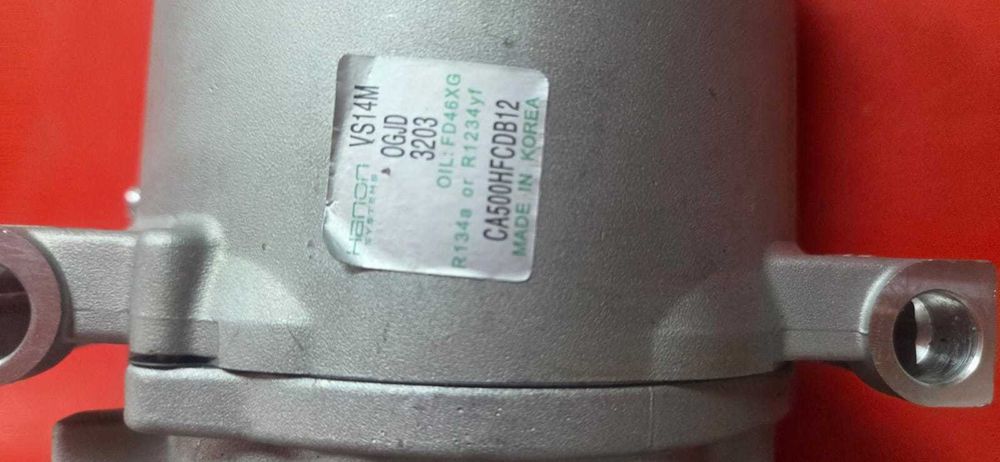 Hanon VS14M
SYSTEMS OGJD
3203
OIL: FD46XG
R134a or R1234yf
CA500HFCDB12
MADE IN KOREA